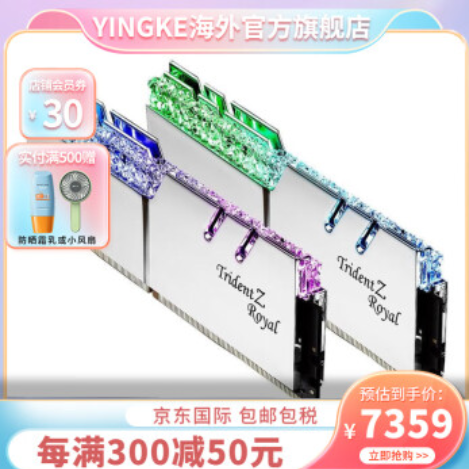 YINGKE海外官方旗舰店
店铺会员券
¥30
实付满500赠
防晒霜乳或小风扇
Trident Z
Royal
Trident Z
Royal
京东国际 包邮包税
每满300减50元
预估到手价:
¥7359
立即抢购 >>